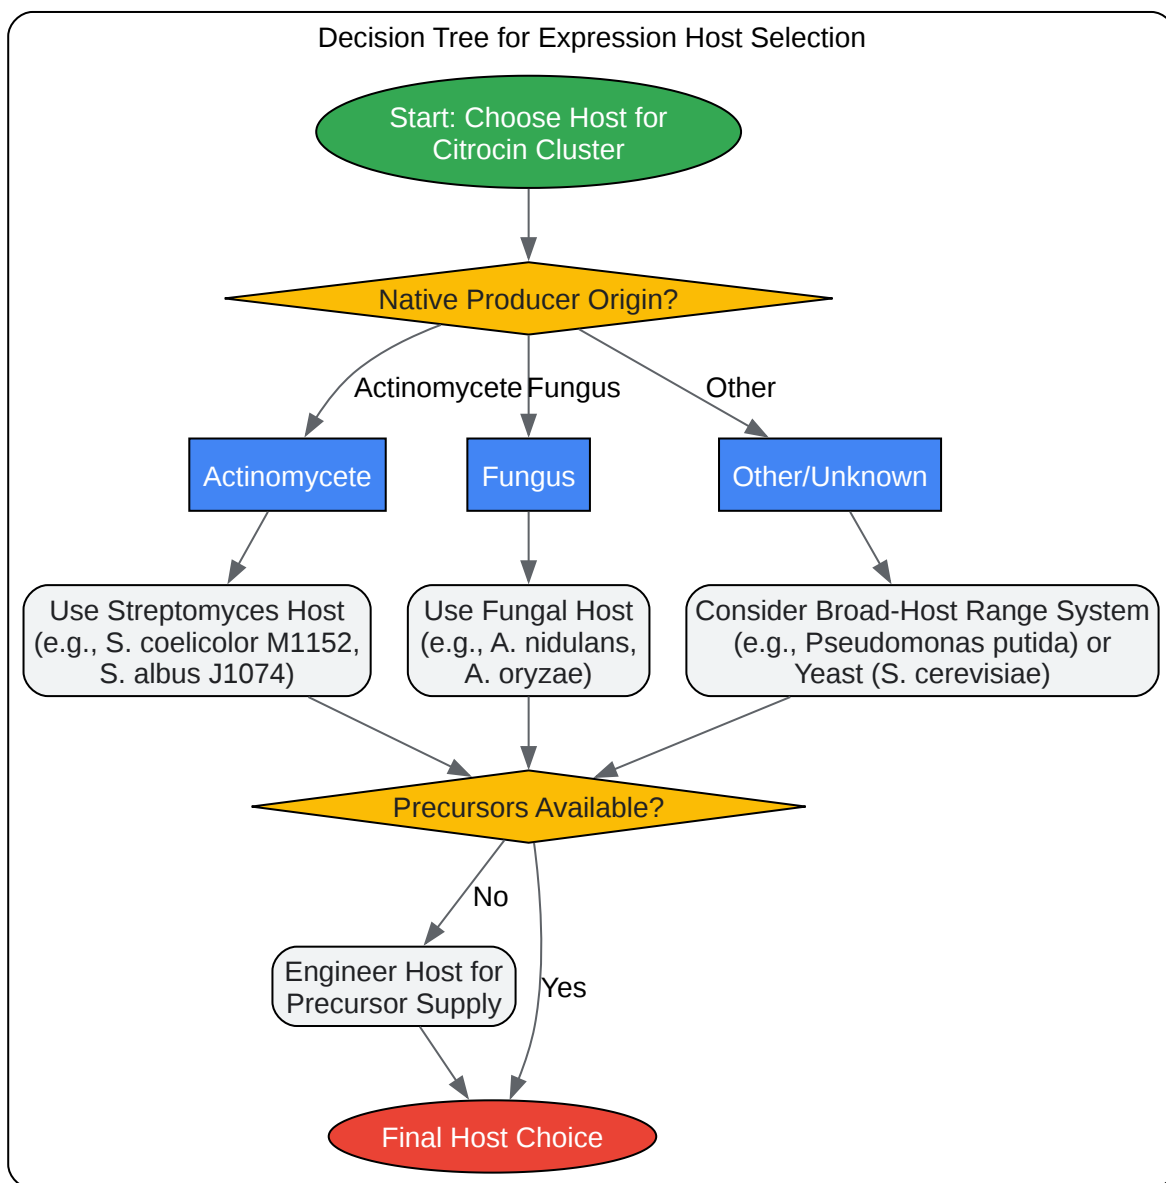 Decision Tree for Expression Host Selection
Start: Choose Host for
Citrocin Cluster
Native Producer Origin?
Actinomycete
Fungus
Other
Actinomycete
Fungus
Other/Unknown
Use Streptomyces Host
(e.g., S. coelicolor M1152,
S. albus J1074)
Use Fungal Host
(e.g., A. nidulans,
A. oryzae)
Consider Broad-Host Range System
(e.g., Pseudomonas putida) or
Yeast (S. cerevisiae)
Precursors Available?
No
Engineer Host for
Precursor Supply
Yes
Final Host Choice